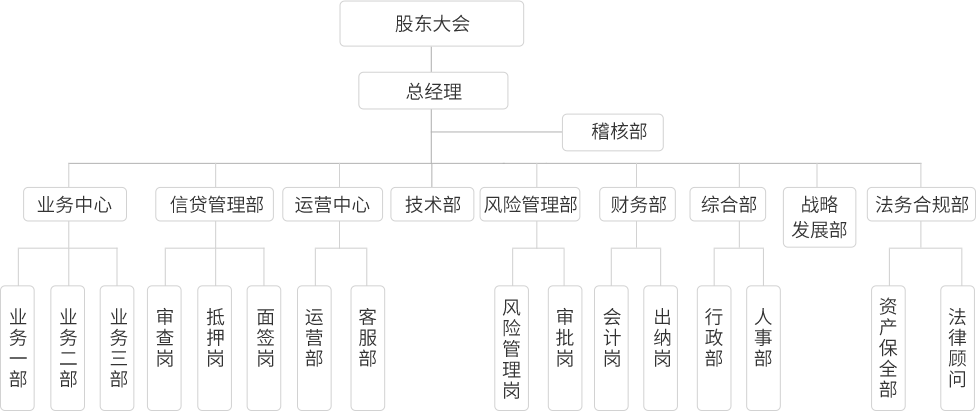 股东大会
总经理
稽核部
业务中心
信贷管理部
运营中心
技术部
风险管理部
财务部
综合部
战略
发展部
法务合规部
业务一部
业务二部
业务三部
审查岗
抵押岗
面签岗
运营部
客服部
风险管理岗
审批岗
会计岗
出纳岗
行政部
人事部
资产保全部
法律顾问